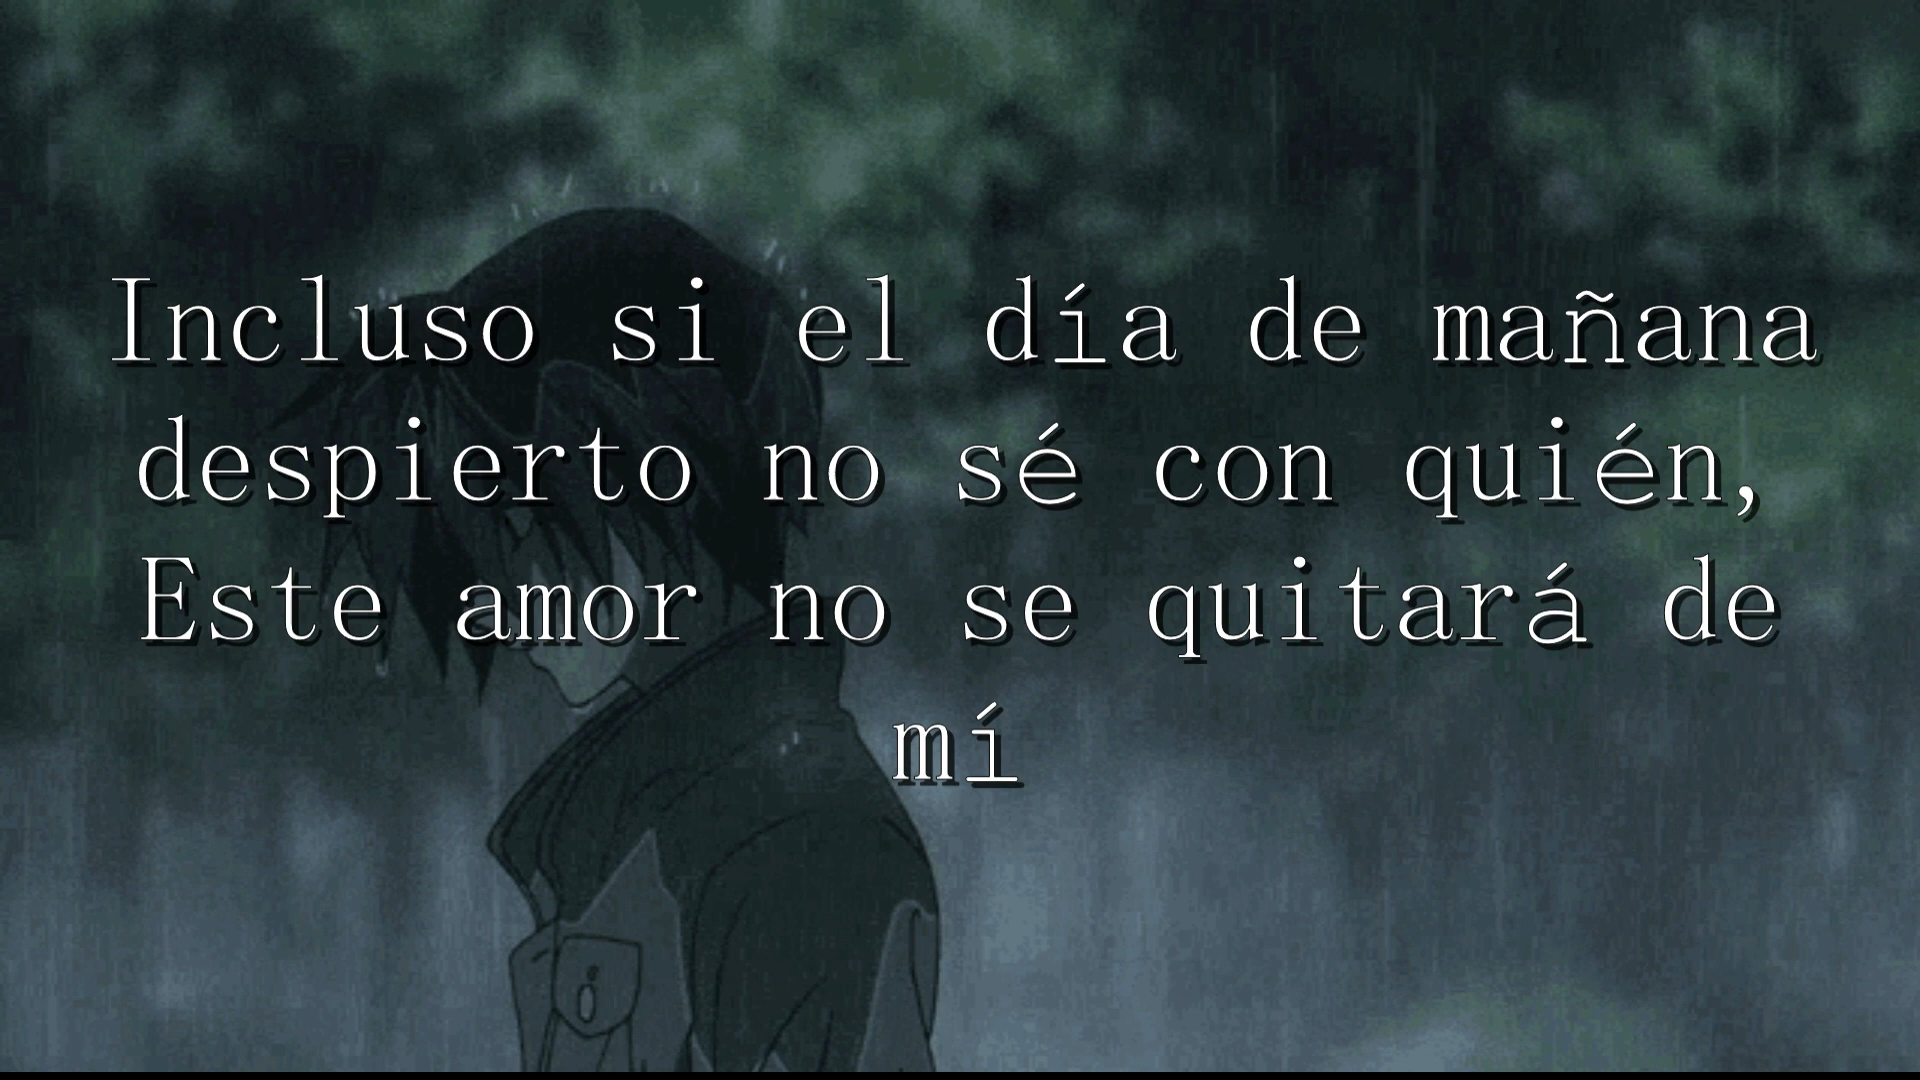 Incluso si el día de mañana
despierto no sé con quién,
Este amor no se quitará de
mí